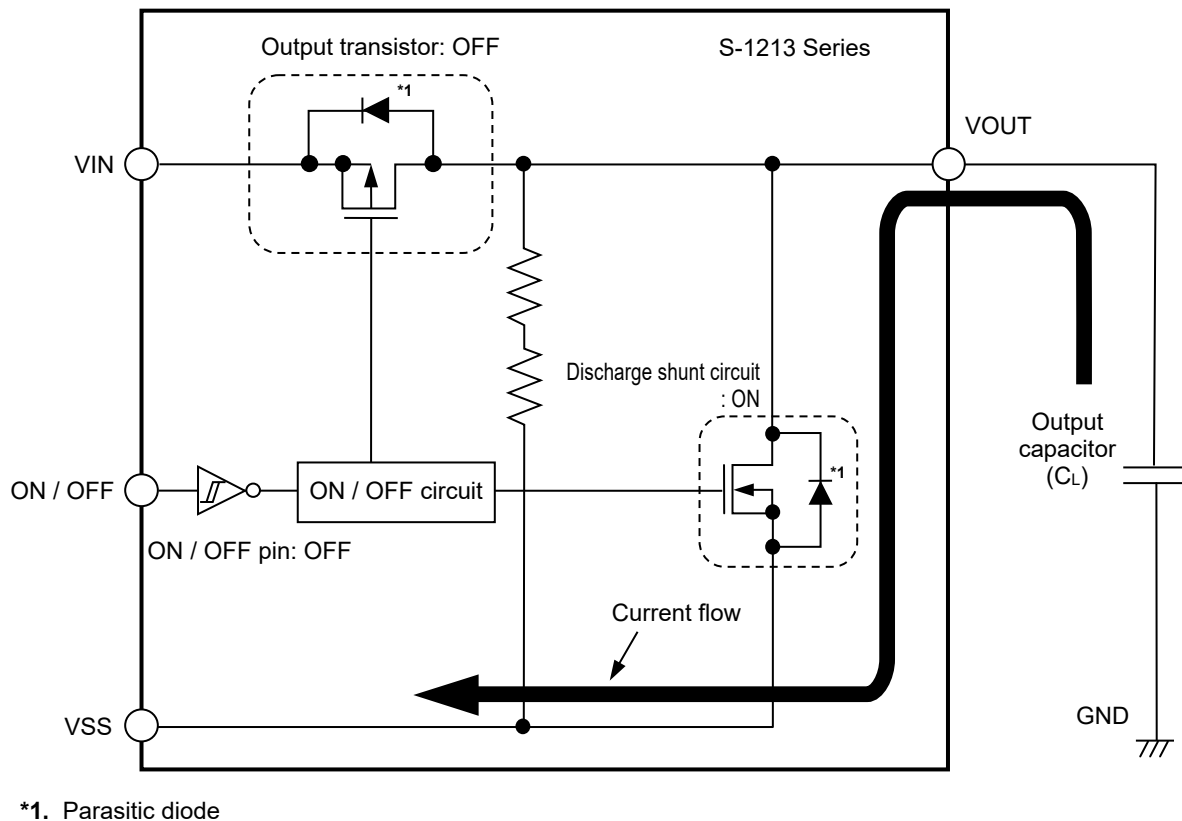 Output transistor: OFF
S-1213 Series
*1
VOUT
VIN
Discharge shunt circuit
: ON
*1
Output
capacitor
(CL)
ON / OFF
ON / OFF circuit
ON / OFF pin: OFF
Current flow
VSS
GND
*1. Parasitic diode